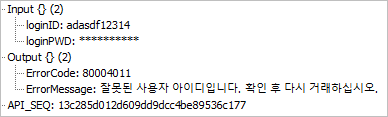 Input {} (2)
loginID: adasdf12314
loginPWD: **********
Output {} (2)
ErrorCode: 80004011
ErrorMessage: 잘못된 사용자 아이디입니다. 확인 후 다시 거래하십시오.
API_SEQ: 13c285d012d609dd9dcc4be89536c177